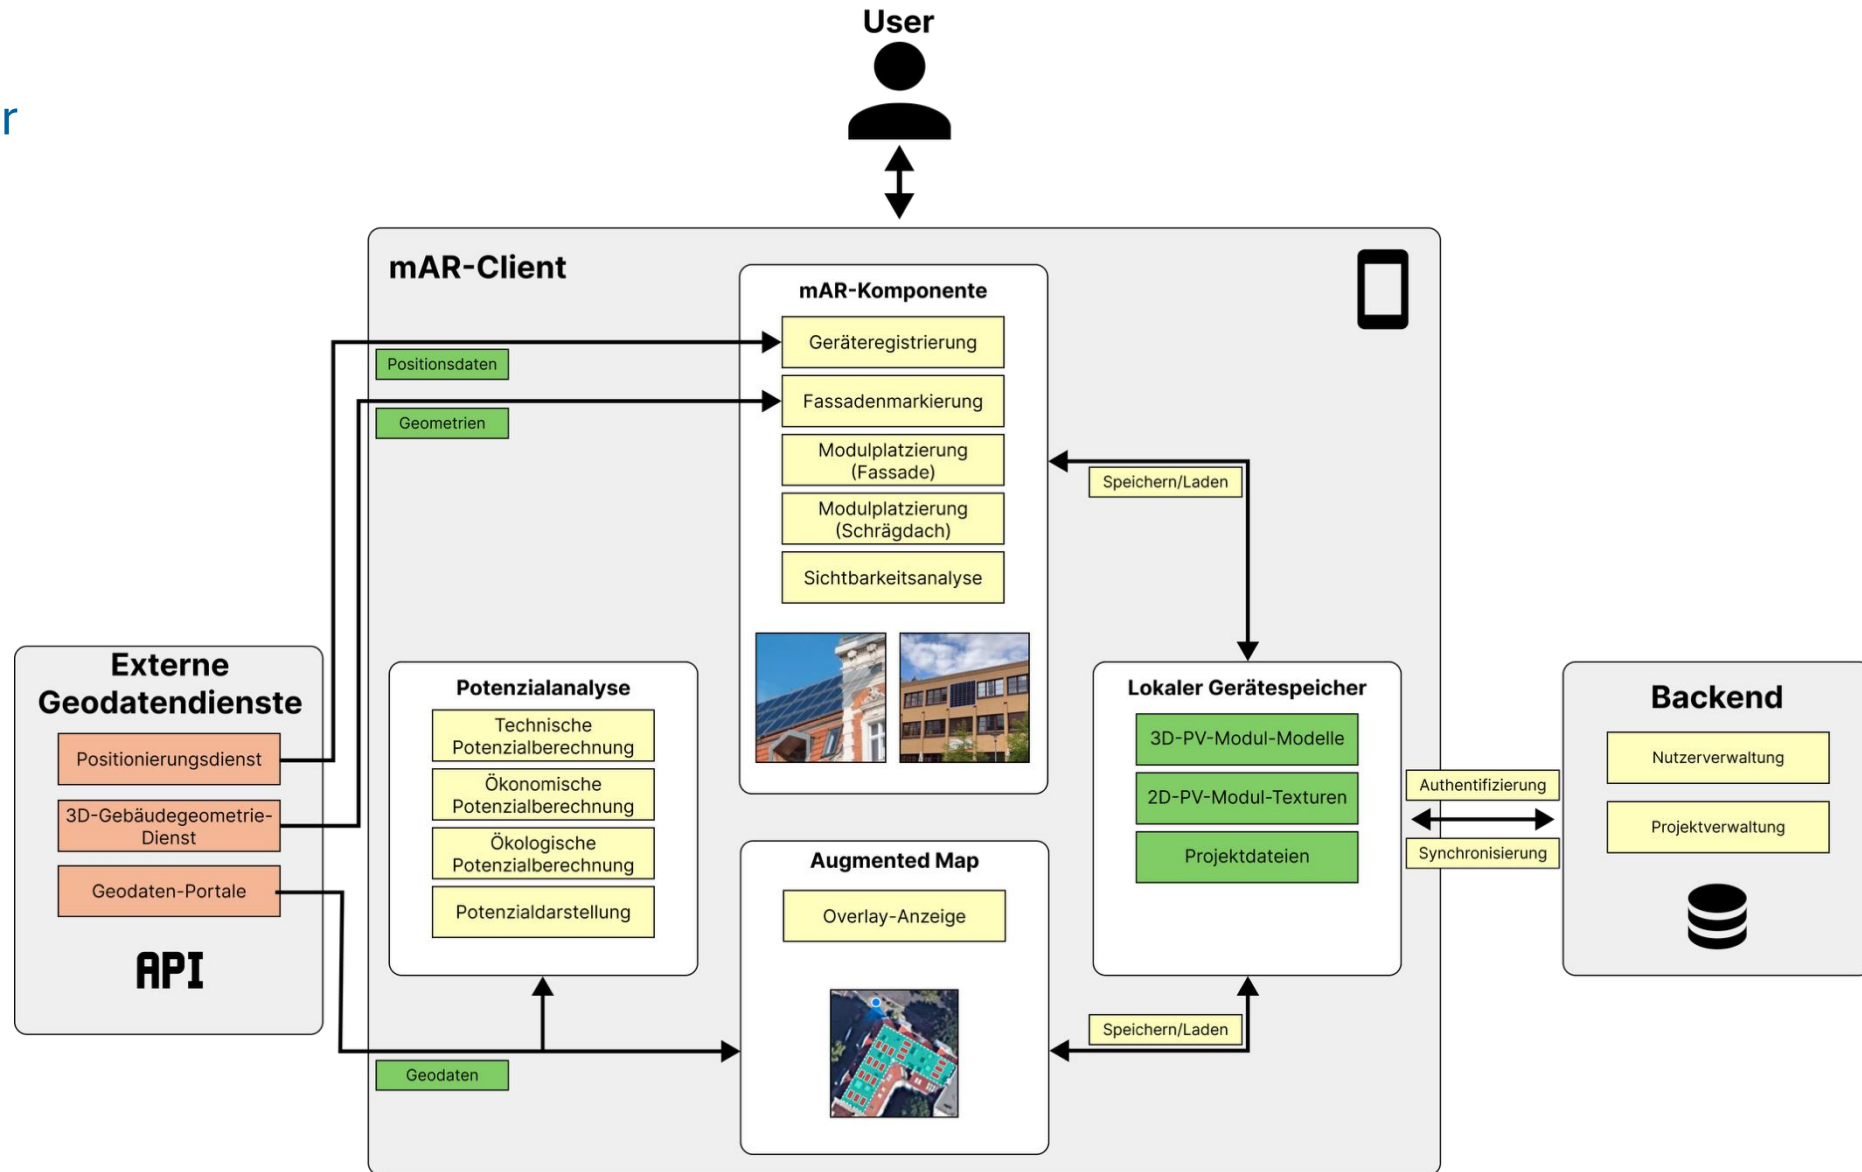 r
User
mAR-Client
mAR-Komponente
Geräteregistrierung
Fassadenmarkierung
Modulplatzierung
(Fassade)
Modulplatzierung
(Schrägdach)
Sichtbarkeitsanalyse
Positionsdaten
Geometrien
Speichern/Laden
Externe
Geodatendienste
Positionierungsdienst
3D-Gebäudegeometrie-
Dienst
Geodaten-Portale
API
Potenzialanalyse
Technische
Potenzialberechnung
Ökonomische
Potenzialberechnung
Ökologische
Potenzialberechnung
Potenzialdarstellung
Geodaten
Augmented Map
Overlay-Anzeige
Speichern/Laden
Lokaler Gerätespeicher
3D-PV-Modul-Modelle
2D-PV-Modul-Texturen
Projektdateien
Authentifizierung
Synchronisierung
Backend
Nutzerverwaltung
Projektverwaltung